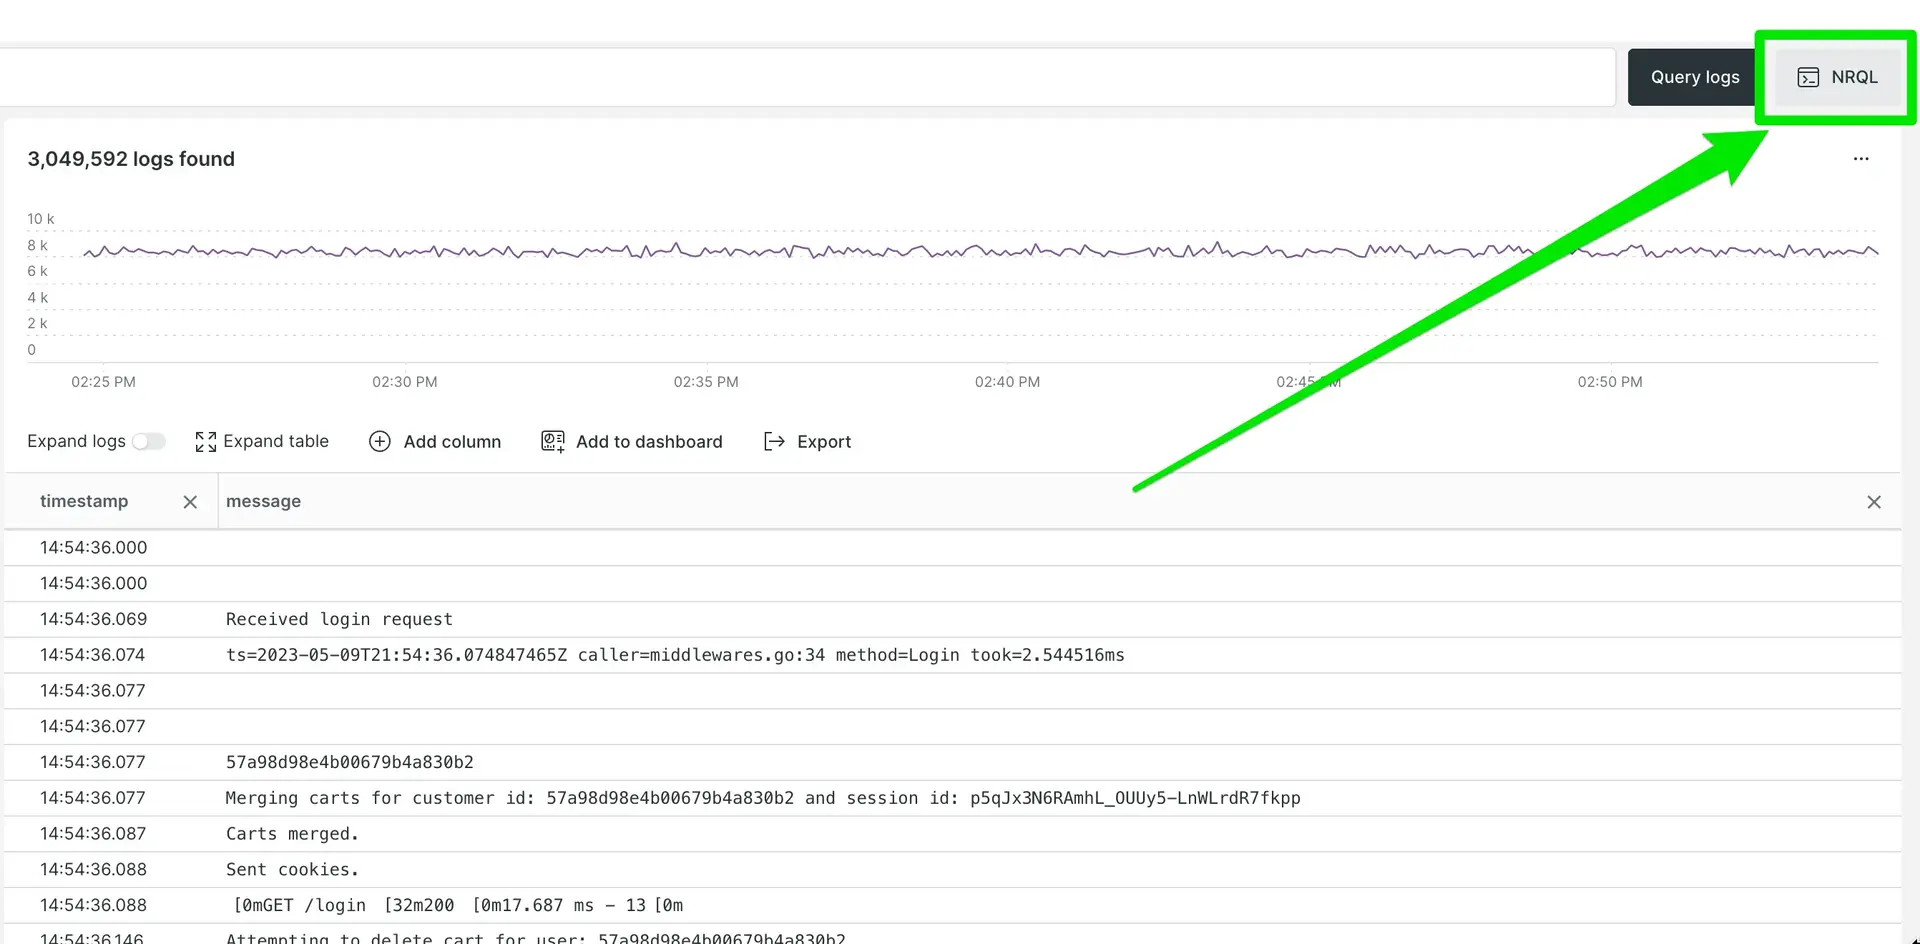 Query logs
NRQL
3,049,592 logs found
...
10 k
8 k
6 k
4 k
2 k
0
02:25 PM 02:30 PM 02:35 PM 02:40 PM 02:45 PM 02:50 PM
Expand logs Expand table Add column Add to dashboard Export
timestamp message
14:54:36.000
14:54:36.000
14:54:36.069 Received login request
14:54:36.074 ts=2023-05-09T21:54:36.074847465Z caller=middlewares.go:34 method=Login took=2.544516ms
14:54:36.077
14:54:36.077
14:54:36.077 57a98d98e4b00679b4a830b2
14:54:36.077 Merging carts for customer id: 57a98d98e4b00679b4a830b2 and session id: p5qJx3N6RAmhL_OUUy5-LnWLrdR7fkpp
14:54:36.087 Carts merged.
14:54:36.088 Sent cookies.
14:54:36.088 [0mGET /login [32m200 [0m17.687 ms - 13 [0m
14:54:36.146 Attempting to delete cart for user: 57a98d98e4b00679b4a830b2